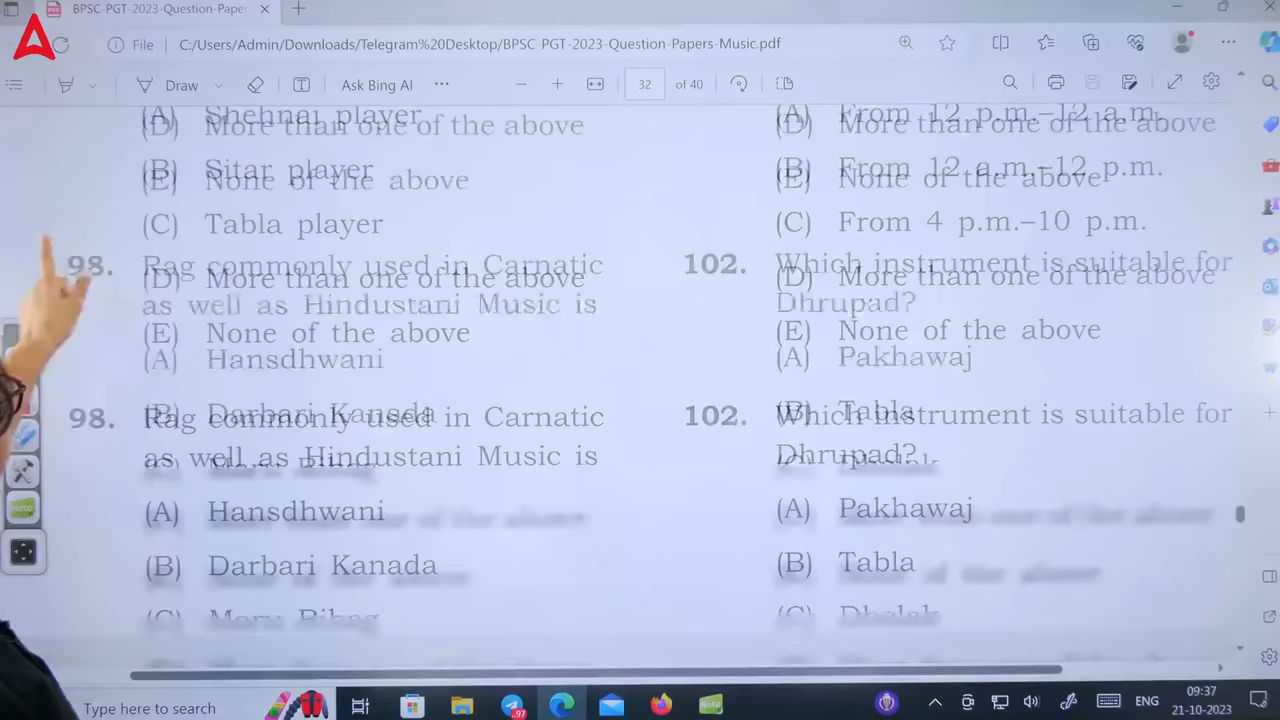 BPSC-PGT-2023-Question-Paper
File C:/Users/Admin/Downloads/Telegram%20Desktop/BPSC-PGT-2023-Question-Papers-Music.pdf
Draw Ask Bing AI 32 of 40
(A) Shehnai player
(D) More than one of the above
(B) Sitar player
(E) None of the above
(C) Tabla player
98. Rag commonly used in Carnatic
(D) More than one of the above
as well as Hindustani Music is
(E) None of the above
(A) Hansdhwani
(B) Darbari Kanada
98. Rag commonly used in Carnatic
as well as Hindustani Music is
(A) Hansdhwani
(B) Darbari Kanada
(C) Maru Bihag
(A) From 12 p.m.–12 a.m.
(D) More than one of the above
(B) From 12 a.m.–12 p.m.
(E) None of the above
(C) From 4 p.m.–10 p.m.
102. Which instrument is suitable for
(D) More than one of the above
Dhrupad?
(E) None of the above
(A) Pakhawaj
(B) Tabla
102. Which instrument is suitable for
Dhrupad?
(A) Pakhawaj
(B) Tabla
(C) Dholak
Note
Type here to search
97
ENG
09:37
21-10-2023